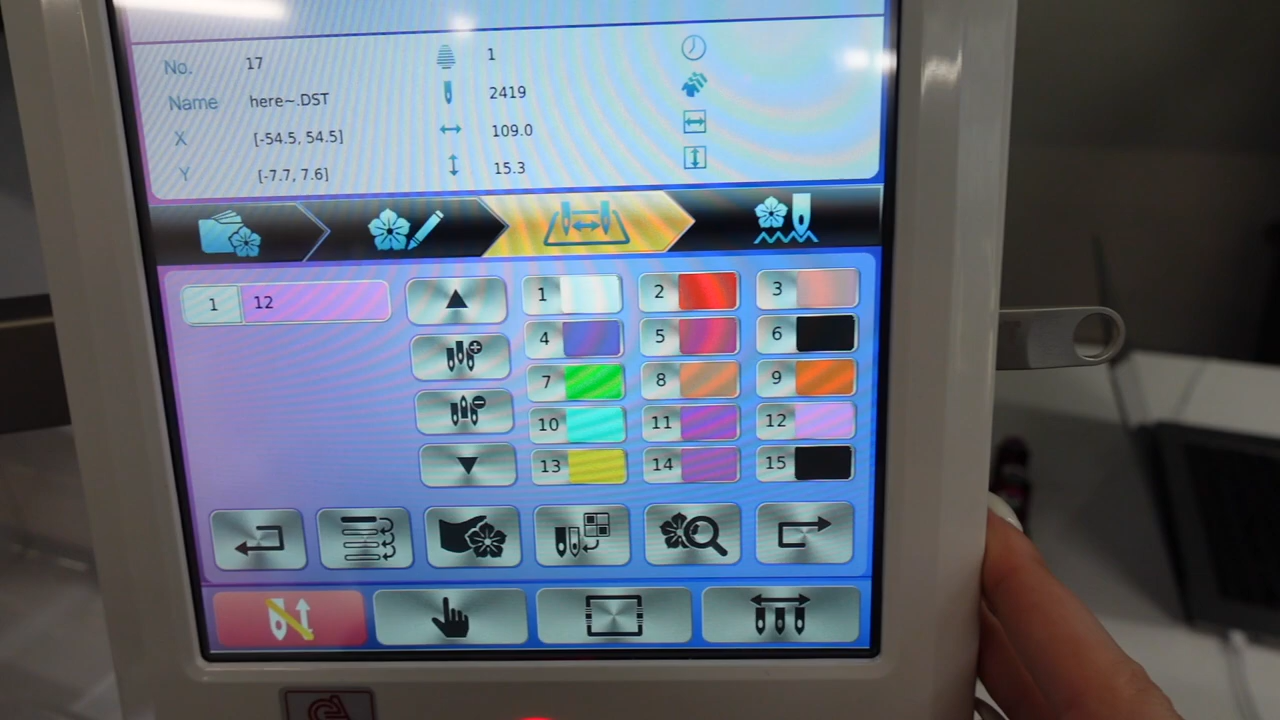 No. 17 1
Name here~.DST 2419
X [-54.5, 54.5] 109.0
Y [-7.7, 7.6] 15.3
1 12
1 2 3
4 5 6
7 8 9
10 11 12
13 14 15